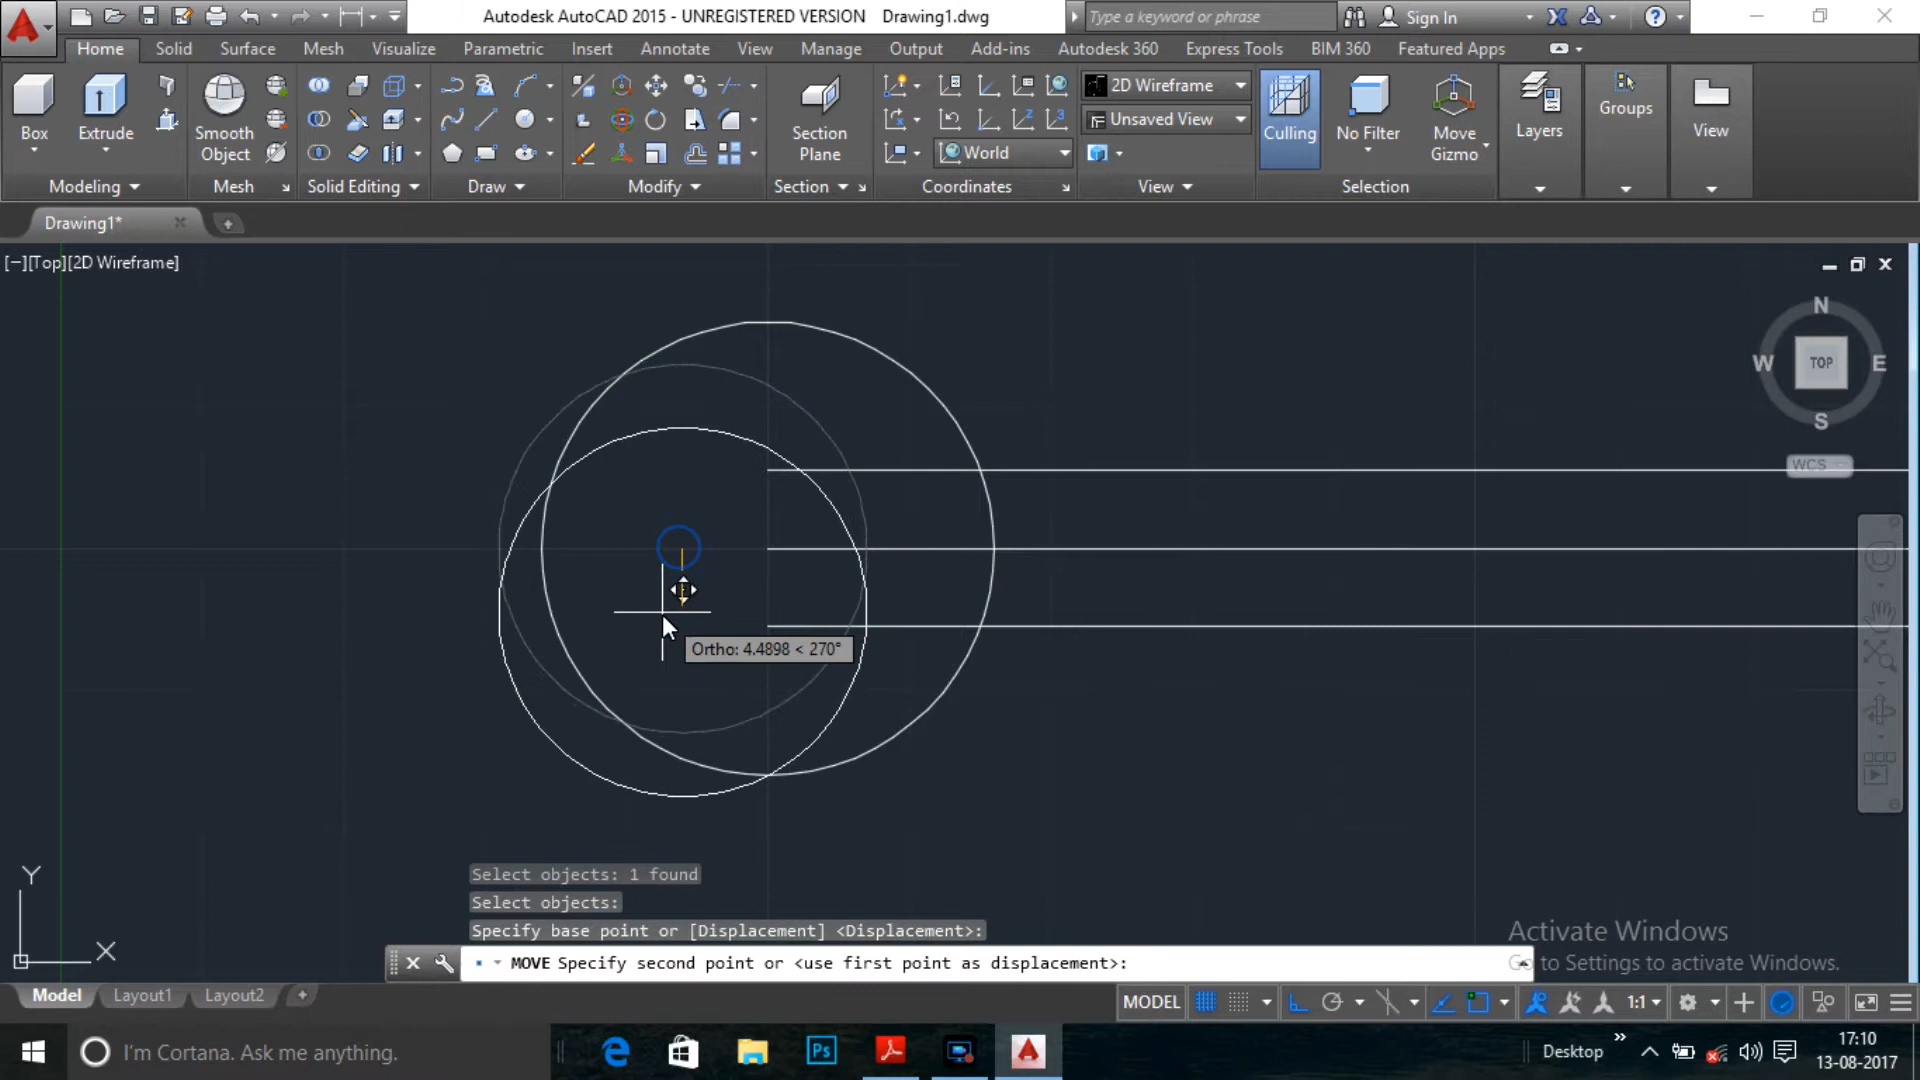 Autodesk AutoCAD 2015 - UNREGISTERED VERSION Drawing1.dwg
Type a keyword or phrase
Sign In
Home Solid Surface Mesh Visualize Parametric Insert Annotate View Manage Output Add-ins Autodesk 360 Express Tools BIM 360 Featured Apps
Box
Extrude
Smooth
Object
Section
Plane
2D Wireframe
Unsaved View
World
Culling
No Filter
Move
Gizmo
Layers
Groups
View
Modeling
Mesh
Solid Editing
Draw
Modify
Section
Coordinates
View
Selection
Drawing1*
[−][Top][2D Wireframe]
N
W TOP E
S
WCS
Ortho: 4.4898 < 270°
Y
X
Select objects: 1 found
Select objects:
Specify base point or [Displacement] <Displacement>:
MOVE Specify second point or <use first point as displacement>:
Activate Windows
Go to Settings to activate Windows.
Model Layout1 Layout2
MODEL
1:1
I'm Cortana. Ask me anything.
Ps
Desktop
17:10
13-08-2017